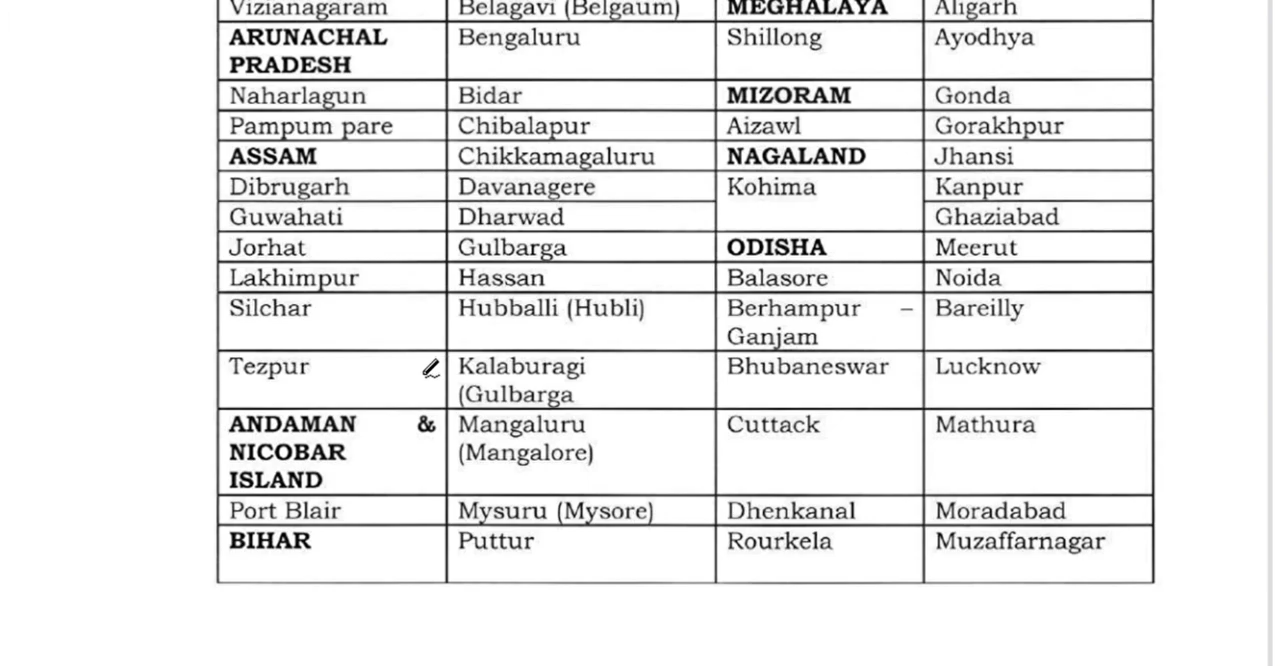 Vizianagaram Belagavi (Belgaum) MEGHALAYA Aligarh
ARUNACHAL PRADESH Bengaluru Shillong Ayodhya
Naharlagun Bidar MIZORAM Gonda
Pampum pare Chibalapur Aizawl Gorakhpur
ASSAM Chikkamagaluru NAGALAND Jhansi
Dibrugarh Davanagere Kohima Kanpur
Guwahati Dharwad Ghaziabad
Jorhat Gulbarga ODISHA Meerut
Lakhimpur Hassan Balasore Noida
Silchar Hubballi (Hubli) Berhampur – Ganjam Bareilly
Tezpur Kalaburagi (Gulbarga Bhubaneswar Lucknow
ANDAMAN & NICOBAR ISLAND Mangaluru (Mangalore) Cuttack Mathura
Port Blair Mysuru (Mysore) Dhenkanal Moradabad
BIHAR Puttur Rourkela Muzaffarnagar